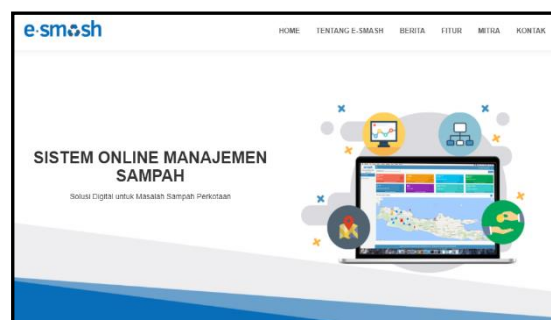 e-smash
HOME TENTANG E-SMASH BERITA FITUR MITRA KONTAK
SISTEM ONLINE MANAJEMEN
SAMPAH
Solusi Digital untuk Masalah Sampah Perkotaan